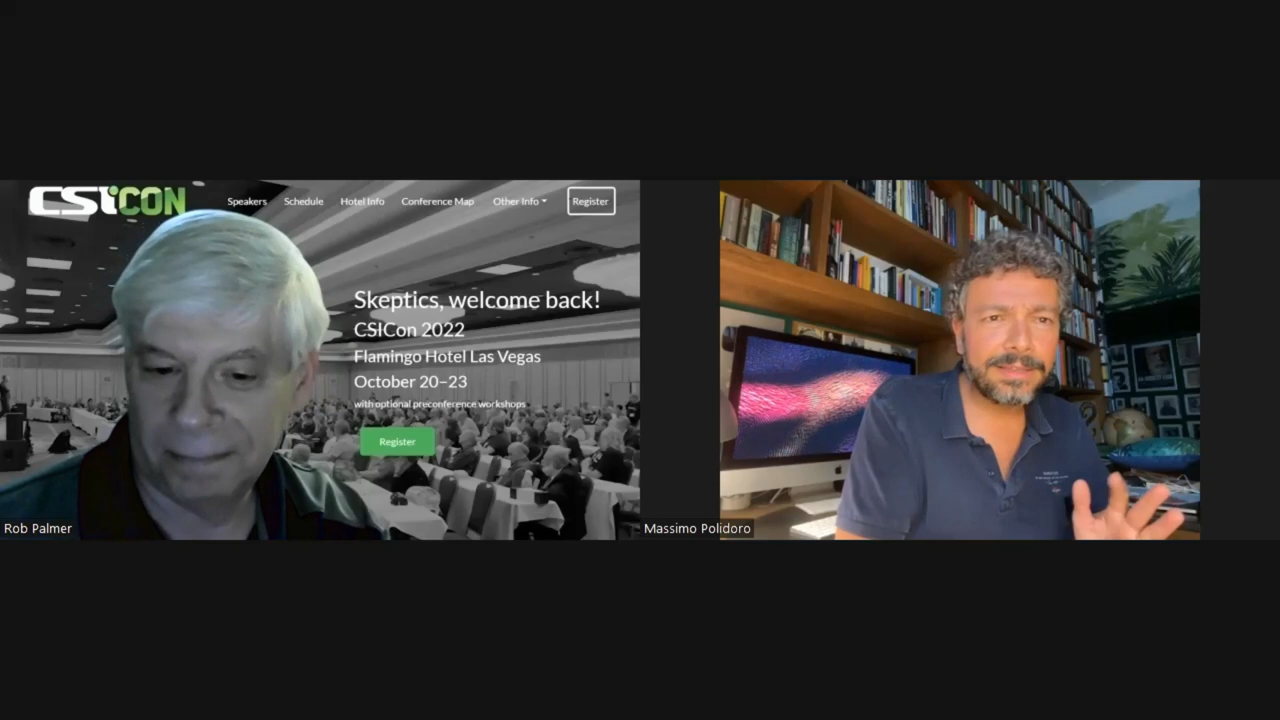 CSICON
Speakers Schedule Hotel Info Conference Map Other Info Register
Skeptics, welcome back!
CSICon 2022
Flamingo Hotel Las Vegas
October 20–23
with optional preconference workshops
Register
Rob Palmer
Massimo Polidoro